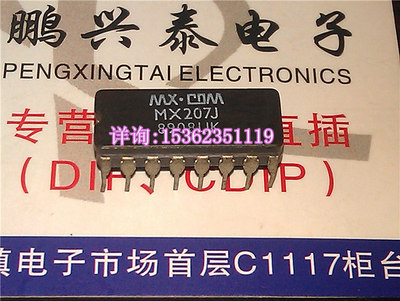 鹏兴泰电子
PENGXINGTAI ELECTRONICS
MX·COM
MX207J
详询:15362351119
专营 直插
(DIP、CDIP)
真电子市场首层C1117柜台